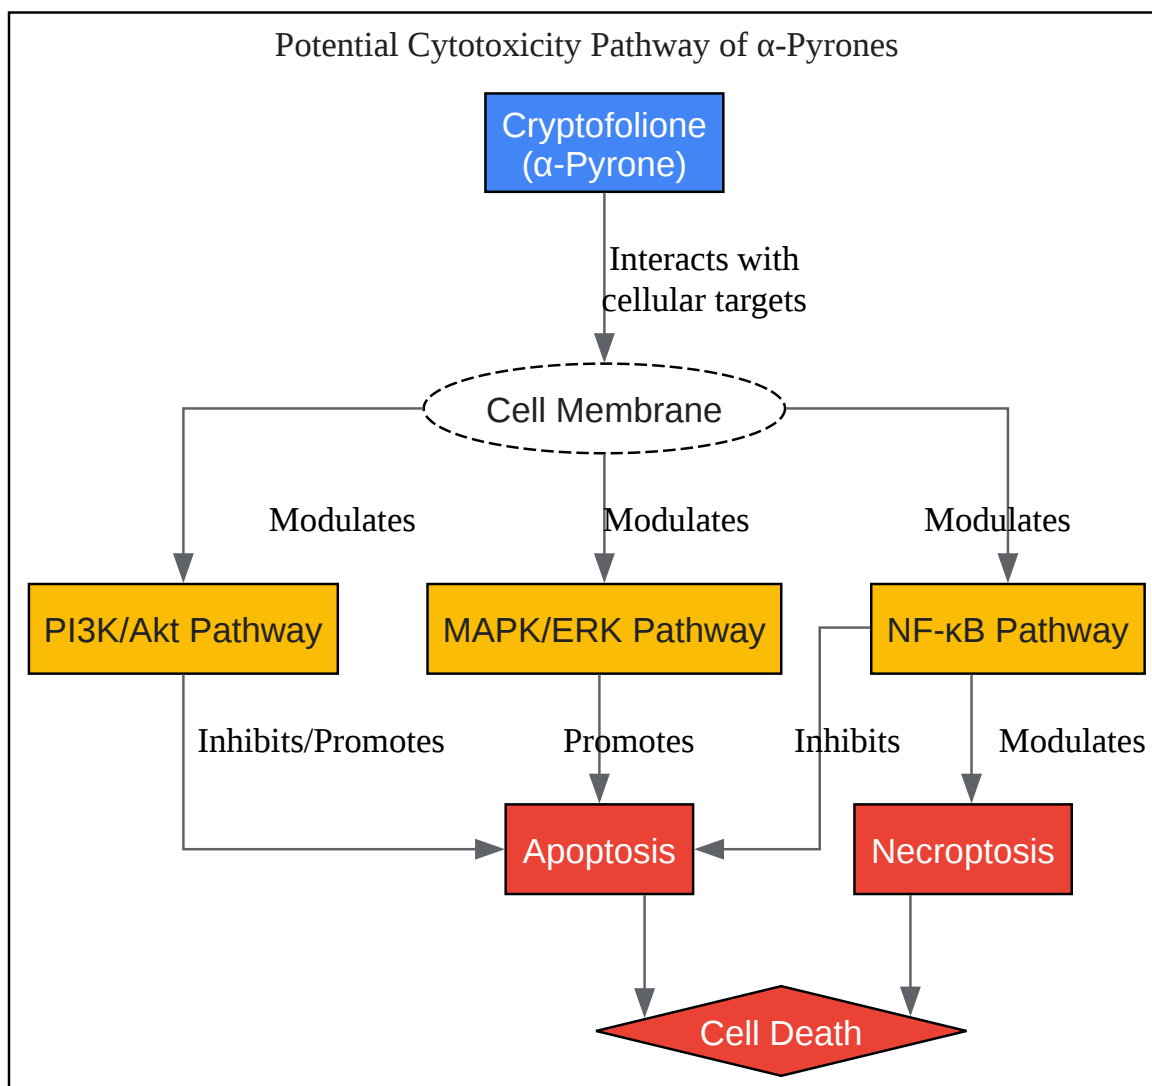 Potential Cytotoxicity Pathway of α-Pyrones
Cryptofolione
(α-Pyrone)
Interacts with
cellular targets
Cell Membrane
Modulates
Modulates
Modulates
PI3K/Akt Pathway
MAPK/ERK Pathway
NF-κB Pathway
Inhibits/Promotes
Promotes
Inhibits
Modulates
Apoptosis
Necroptosis
Cell Death